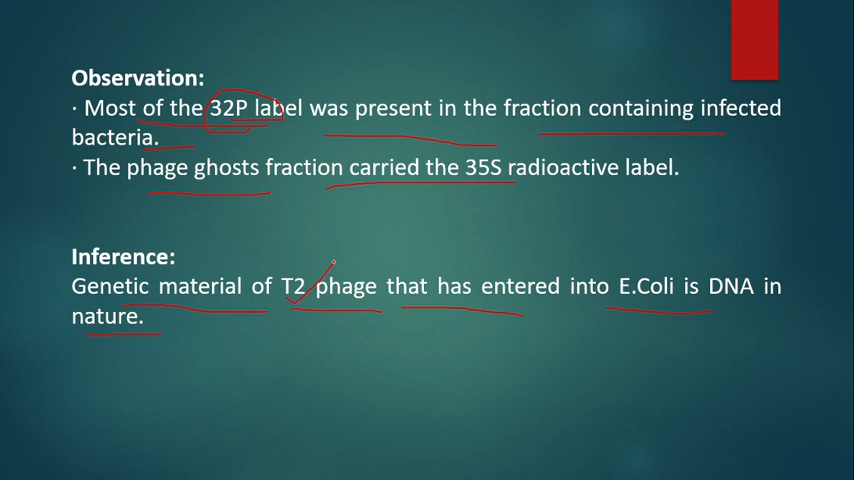 Observation:
· Most of the 32P label was present in the fraction containing infected
bacteria.
· The phage ghosts fraction carried the 35S radioactive label.
Inference:
Genetic material of T2 phage that has entered into E.Coli is DNA in
nature.